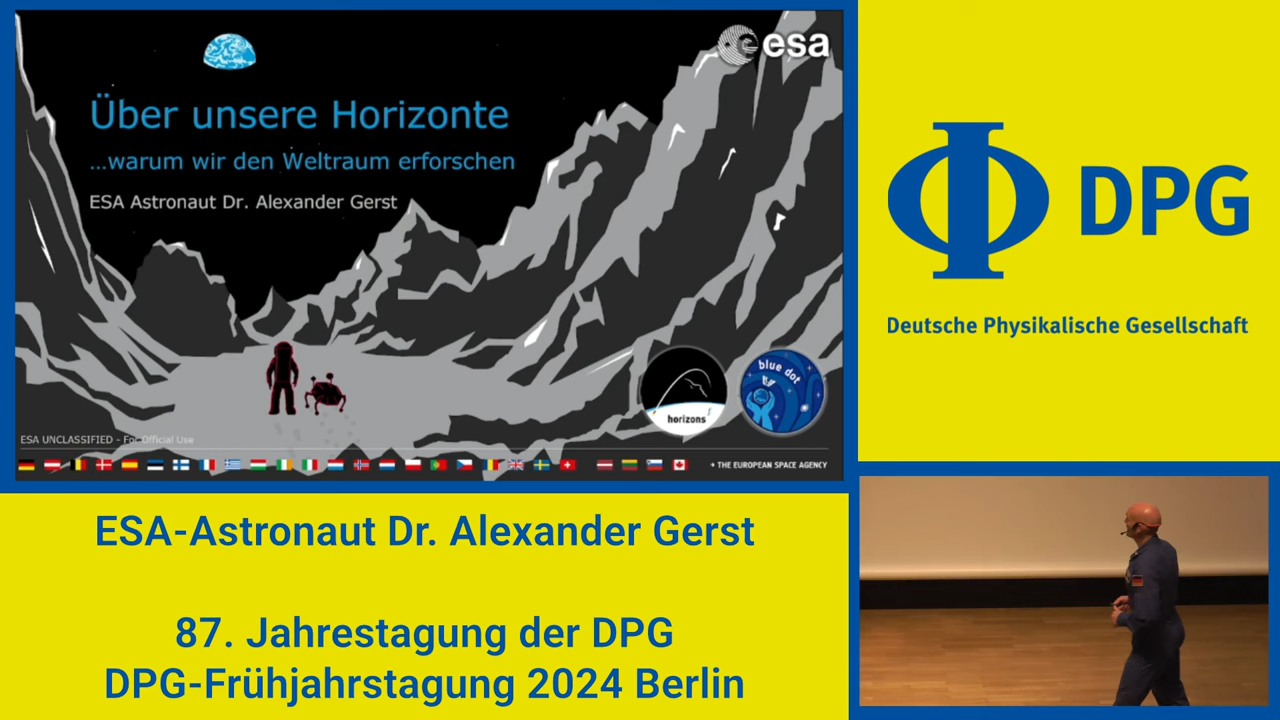 esa
Über unsere Horizonte
...warum wir den Weltraum erforschen
ESA Astronaut Dr. Alexander Gerst
horizons
blue dot
ESA UNCLASSIFIED - For Official Use
→ THE EUROPEAN SPACE AGENCY
DPG
Deutsche Physikalische Gesellschaft
ESA-Astronaut Dr. Alexander Gerst
87. Jahrestagung der DPG
DPG-Frühjahrstagung 2024 Berlin